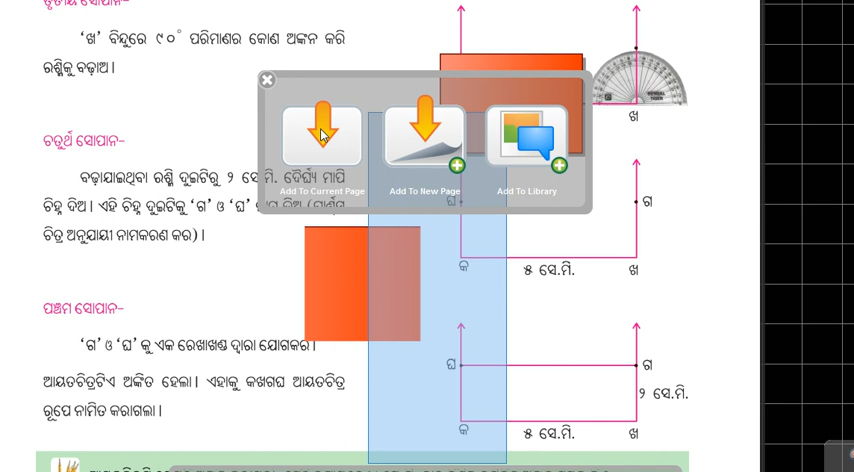 ତୃତୀୟ ସୋପାନ–
‘ଖ’ ବିନ୍ଦୁରେ ୯୦° ପରିମାଣର କୋଣ ଅଙ୍କନ କରି
ରଶ୍ମିକୁ ବଢ଼ାଅ।
ଖ
ଚତୁର୍ଥ ସୋପାନ–
ବଢ଼ାଯାଇଥିବା ରଶ୍ମି ଦୁଇଟିରୁ ୨ ସେ.ମି. ଦୈର୍ଘ୍ୟ ମାପି
ଚିହ୍ନ ଦିଅ। ଏହି ଚିହ୍ନ ଦୁଇଟିକୁ ‘ଗ’ ଓ ‘ଘ’
ଚିତ୍ର ଅନୁଯାୟୀ ନାମକରଣ କର)।
Add To Current Page
Add To New Page
Add To Library
ଘ
ଗ
କ
୫ ସେ.ମି.
ଖ
ପଞ୍ଚମ ସୋପାନ–
‘ଗ’ ଓ ‘ଘ’ କୁ ଏକ ରେଖାଖଣ୍ଡ ଦ୍ୱାରା ଯୋଗକର।
ଆୟତଚିତ୍ରଟିଏ ଅଙ୍କିତ ହେଲା। ଏହାକୁ କଖଗଘ ଆୟତଚିତ୍ର
ରୂପେ ନାମିତ କରାଗଲା।
ଘ
ଗ
୨ ସେ.ମି.
କ
୫ ସେ.ମି.
ଖ